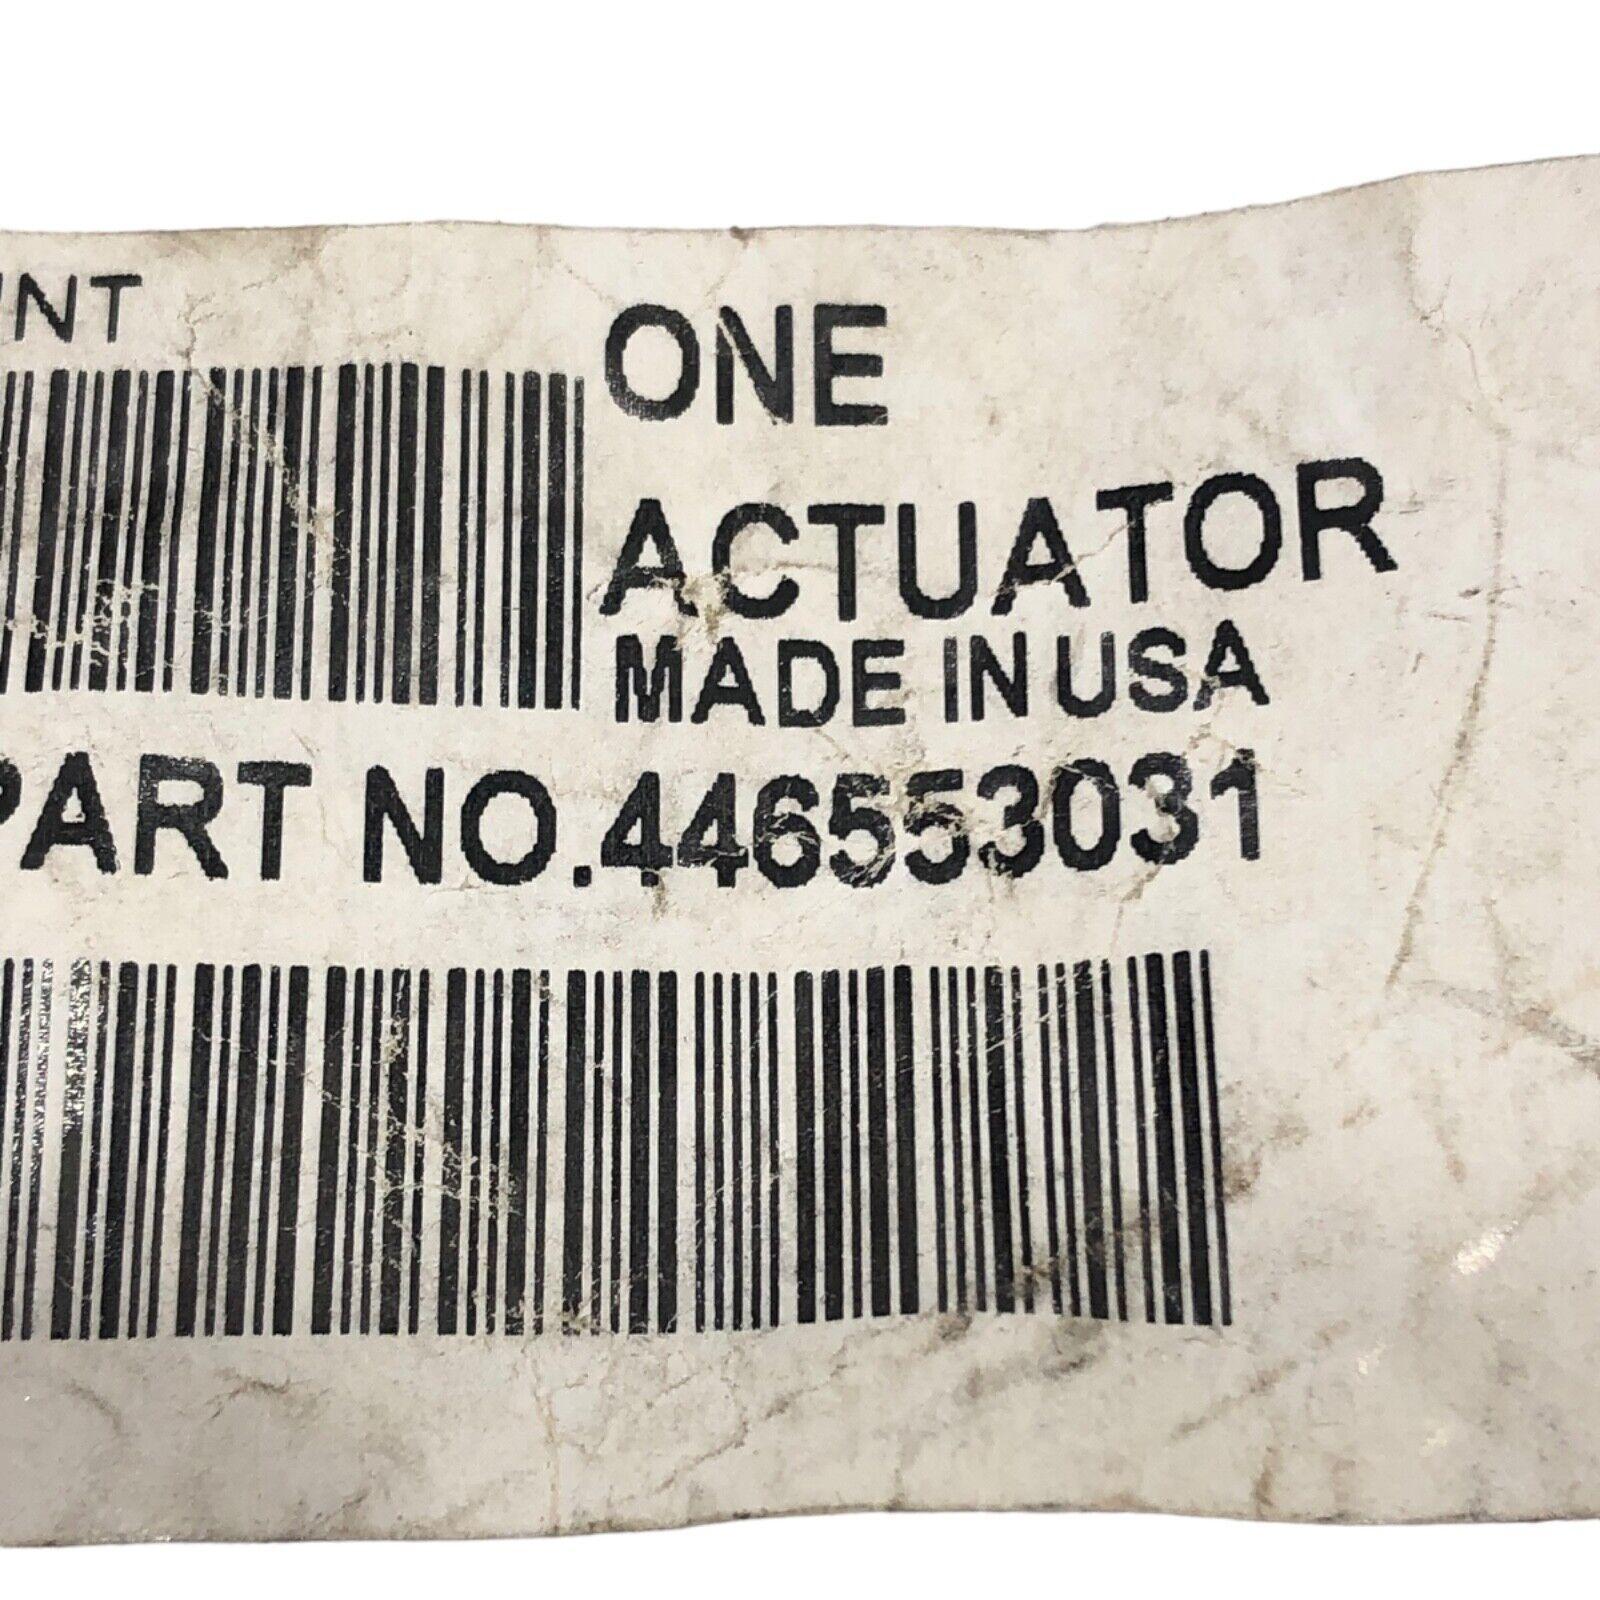 ONE
ACTUATOR
MADE IN USA
PART NO.446553031